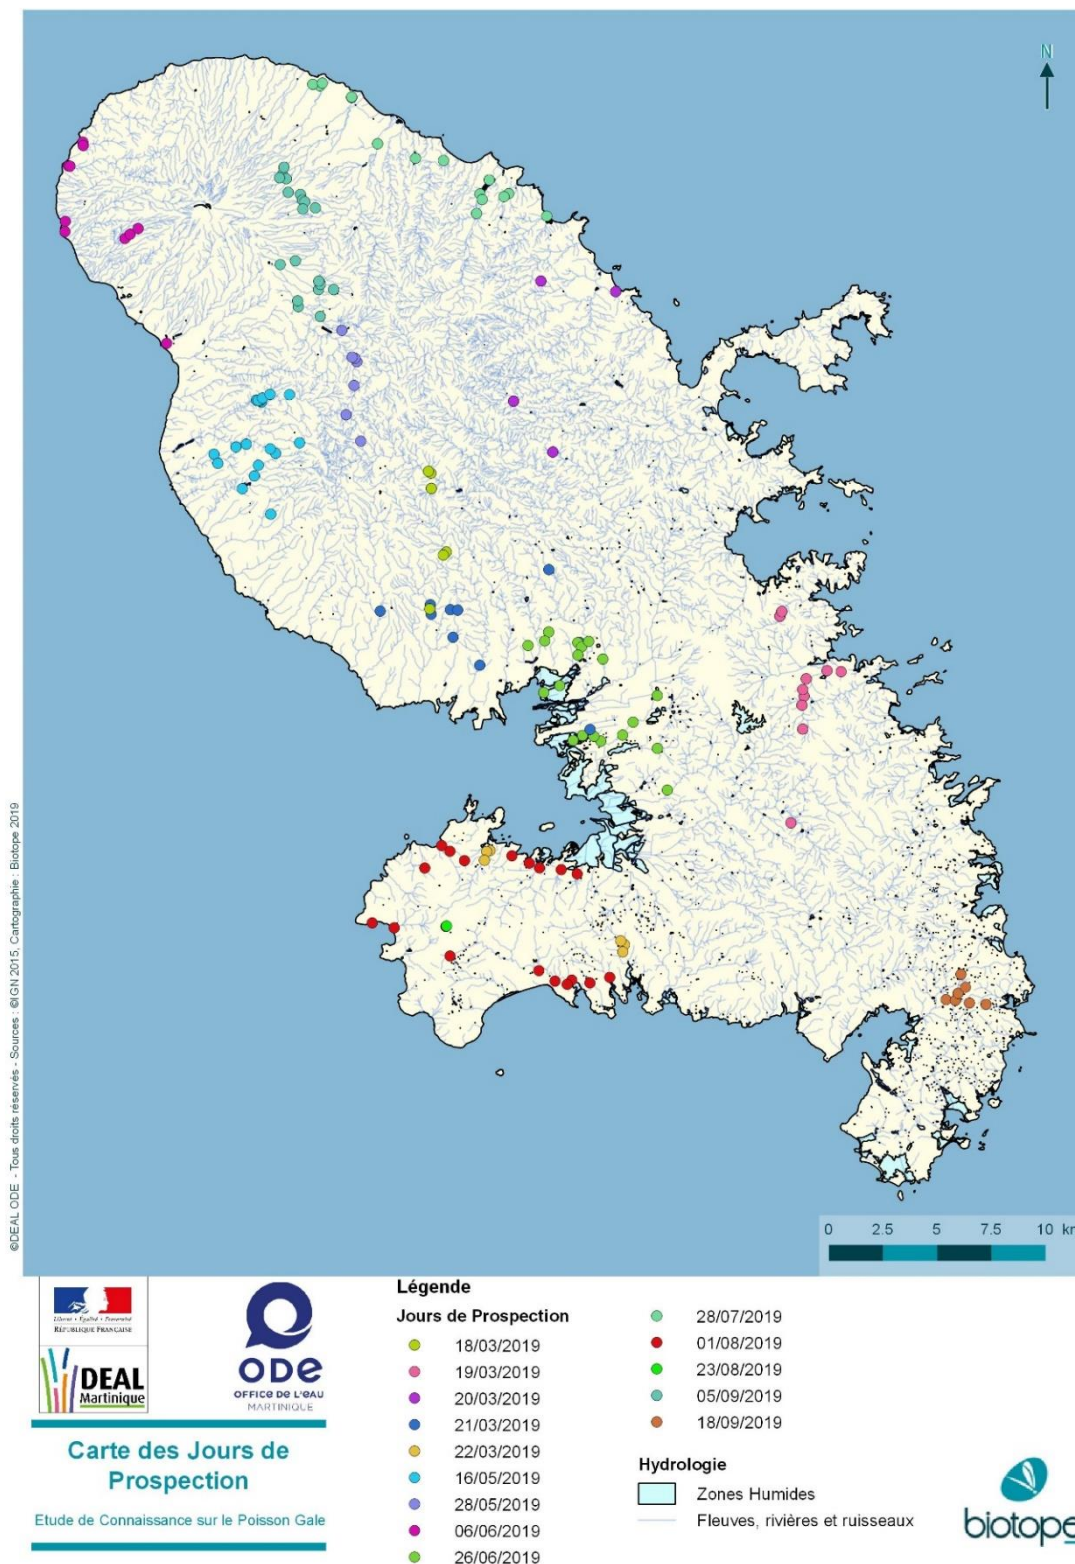 N
©DEAL ODE - Tous droits réservés - Sources : ©IGN 2015, Cartographie : Biotope 2019
0 2.5 5 7.5 10 km
Liberté • Égalité • Fraternité
RÉPUBLIQUE FRANÇAISE
DEAL
Martinique
ODE
OFFICE DE L'EAU
MARTINIQUE
Carte des Jours de
Prospection
Etude de Connaissance sur le Poisson Gale
Légende
Jours de Prospection
18/03/2019
19/03/2019
20/03/2019
21/03/2019
22/03/2019
16/05/2019
28/05/2019
06/06/2019
26/06/2019
28/07/2019
01/08/2019
23/08/2019
05/09/2019
18/09/2019
Hydrologie
Zones Humides
Fleuves, rivières et ruisseaux
biotope